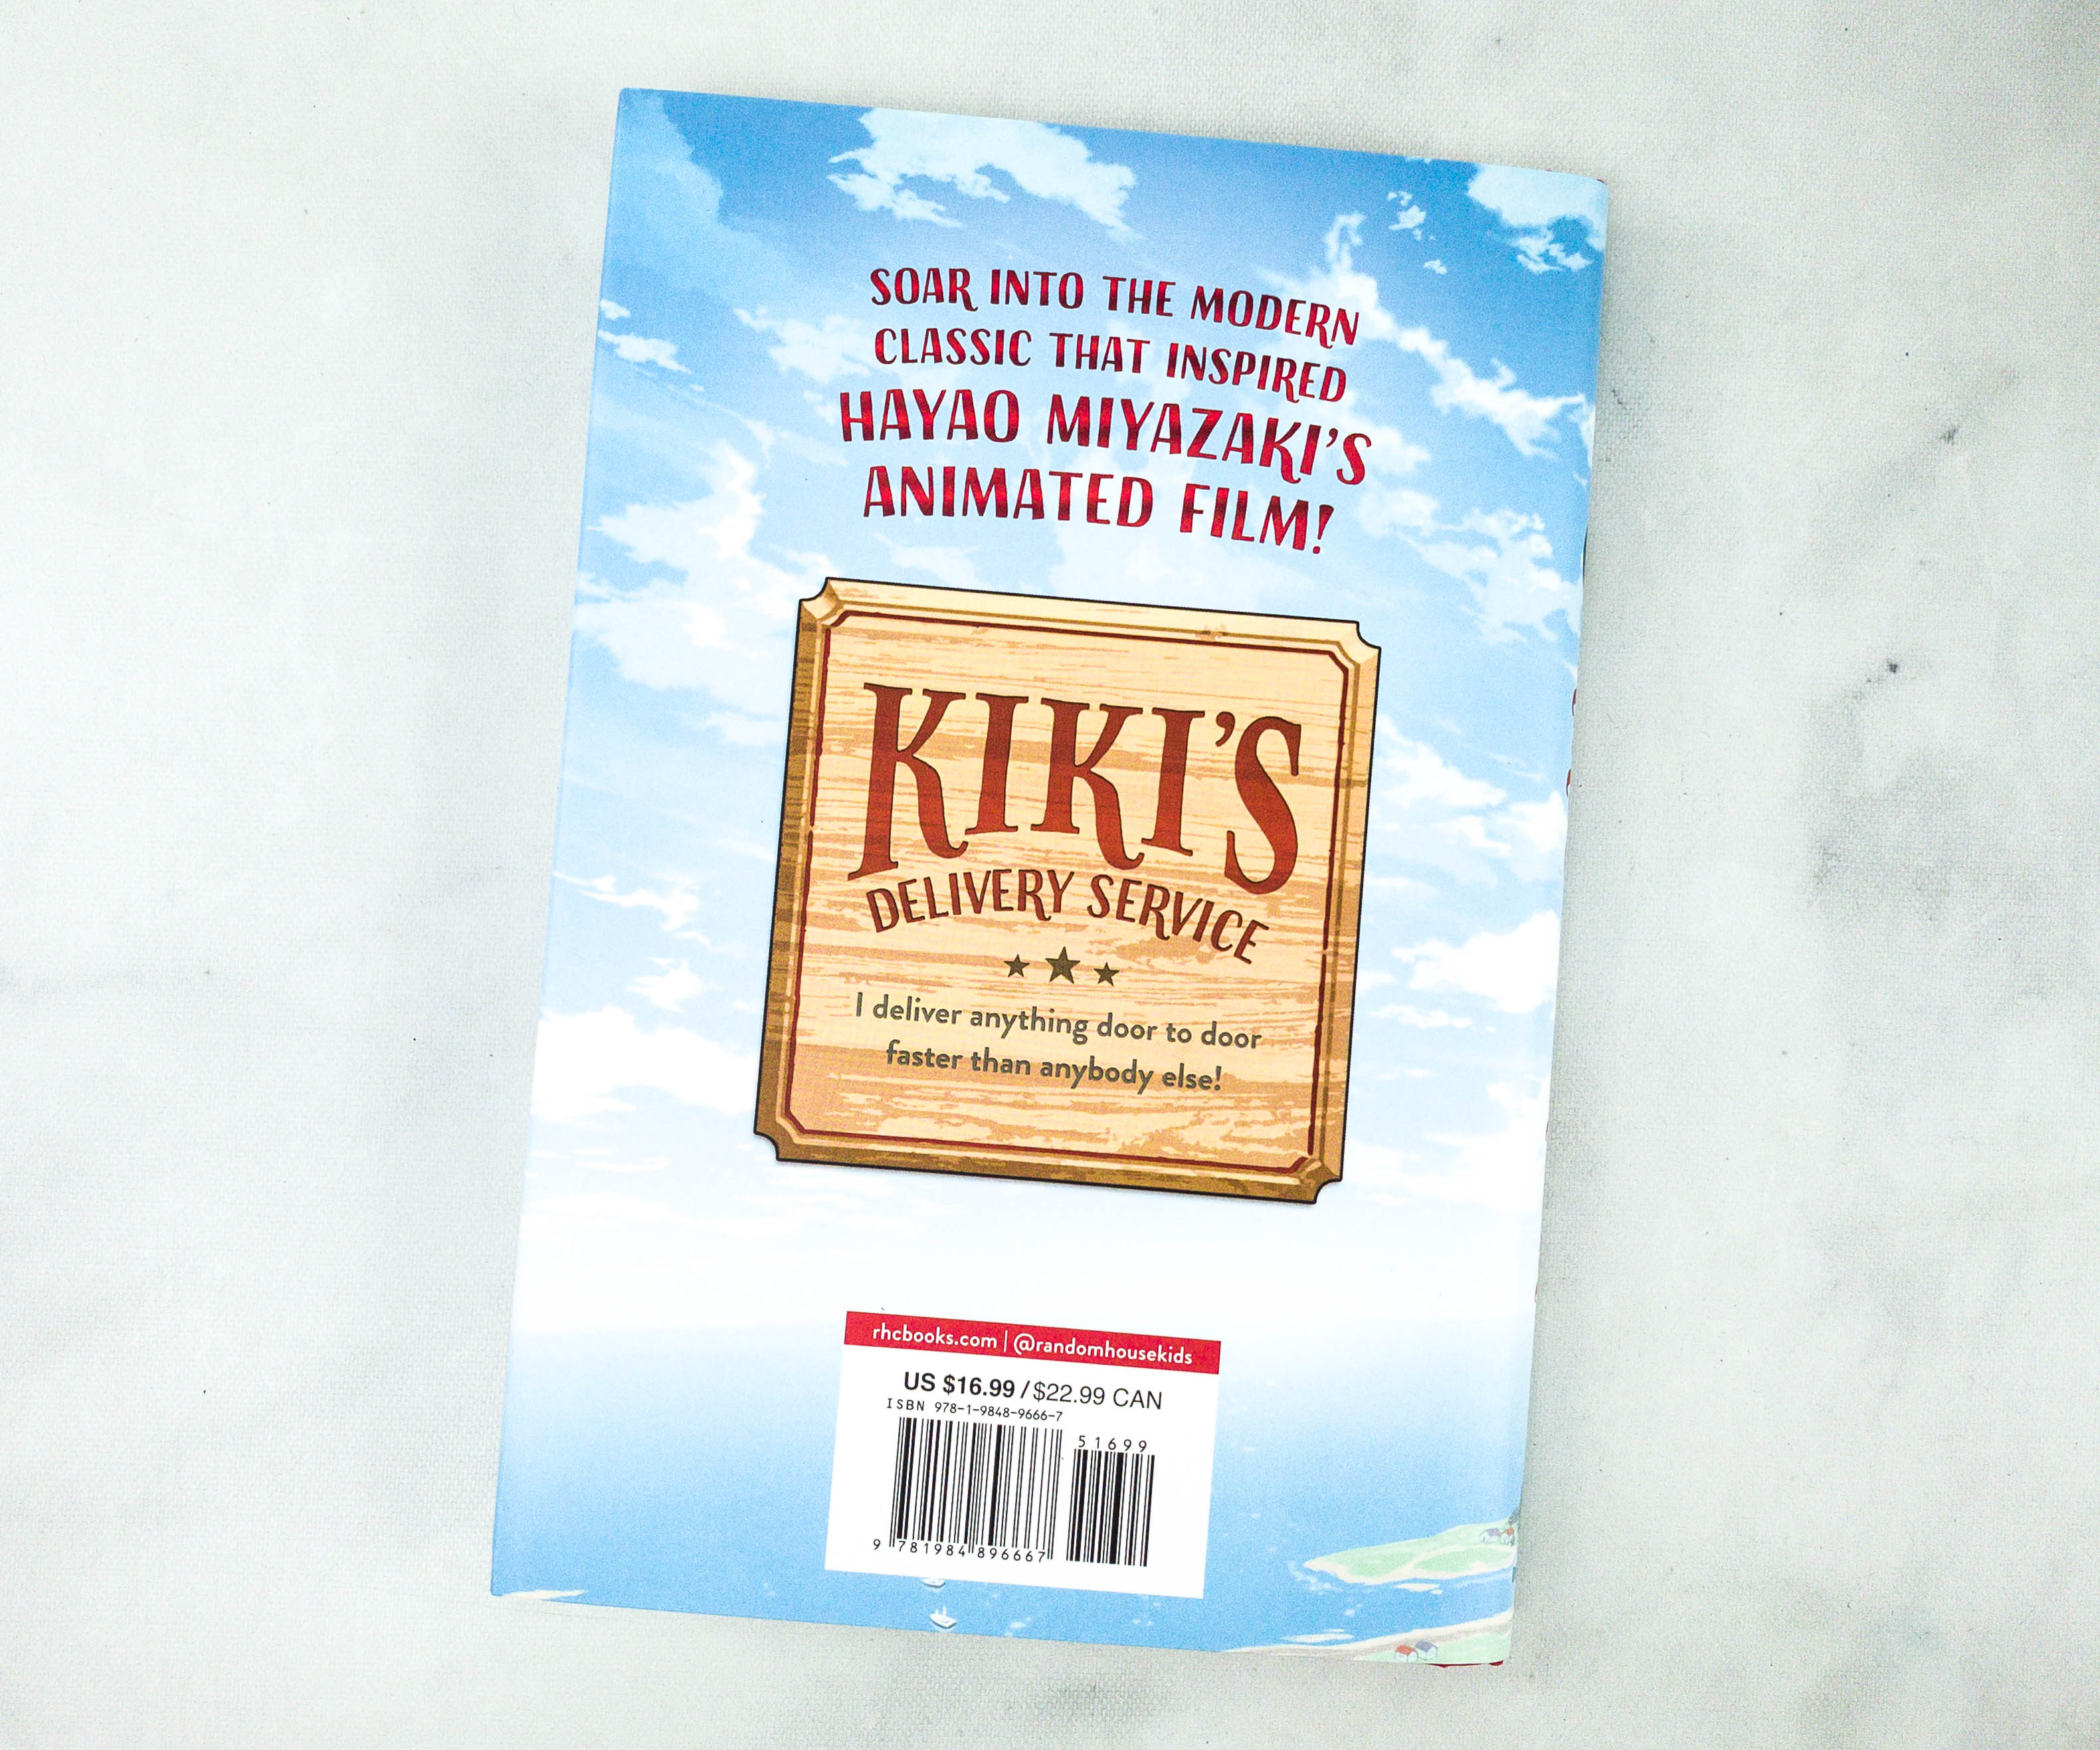 SOAR INTO THE MODERN
CLASSIC THAT INSPIRED
HAYAO MIYAZAKI'S
ANIMATED FILM!
KIKI'S
DELIVERY SERVICE
I deliver anything door to door
faster than anybody else!
rhcbooks.com | @randomhousekids
US $16.99 / $22.99 CAN
ISBN 978-1-9848-9666-7
51699
9 781984 896667